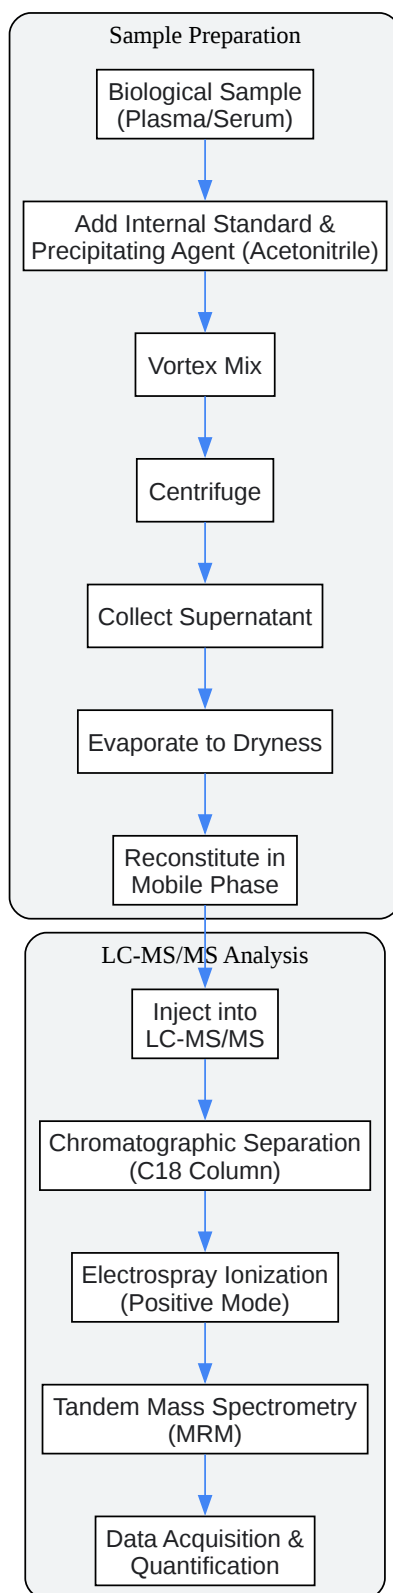 Sample Preparation
Biological Sample
(Plasma/Serum)
Add Internal Standard &
Precipitating Agent (Acetonitrile)
Vortex Mix
Centrifuge
Collect Supernatant
Evaporate to Dryness
Reconstitute in
Mobile Phase
LC-MS/MS Analysis
Inject into
LC-MS/MS
Chromatographic Separation
(C18 Column)
Electrospray Ionization
(Positive Mode)
Tandem Mass Spectrometry
(MRM)
Data Acquisition &
Quantification